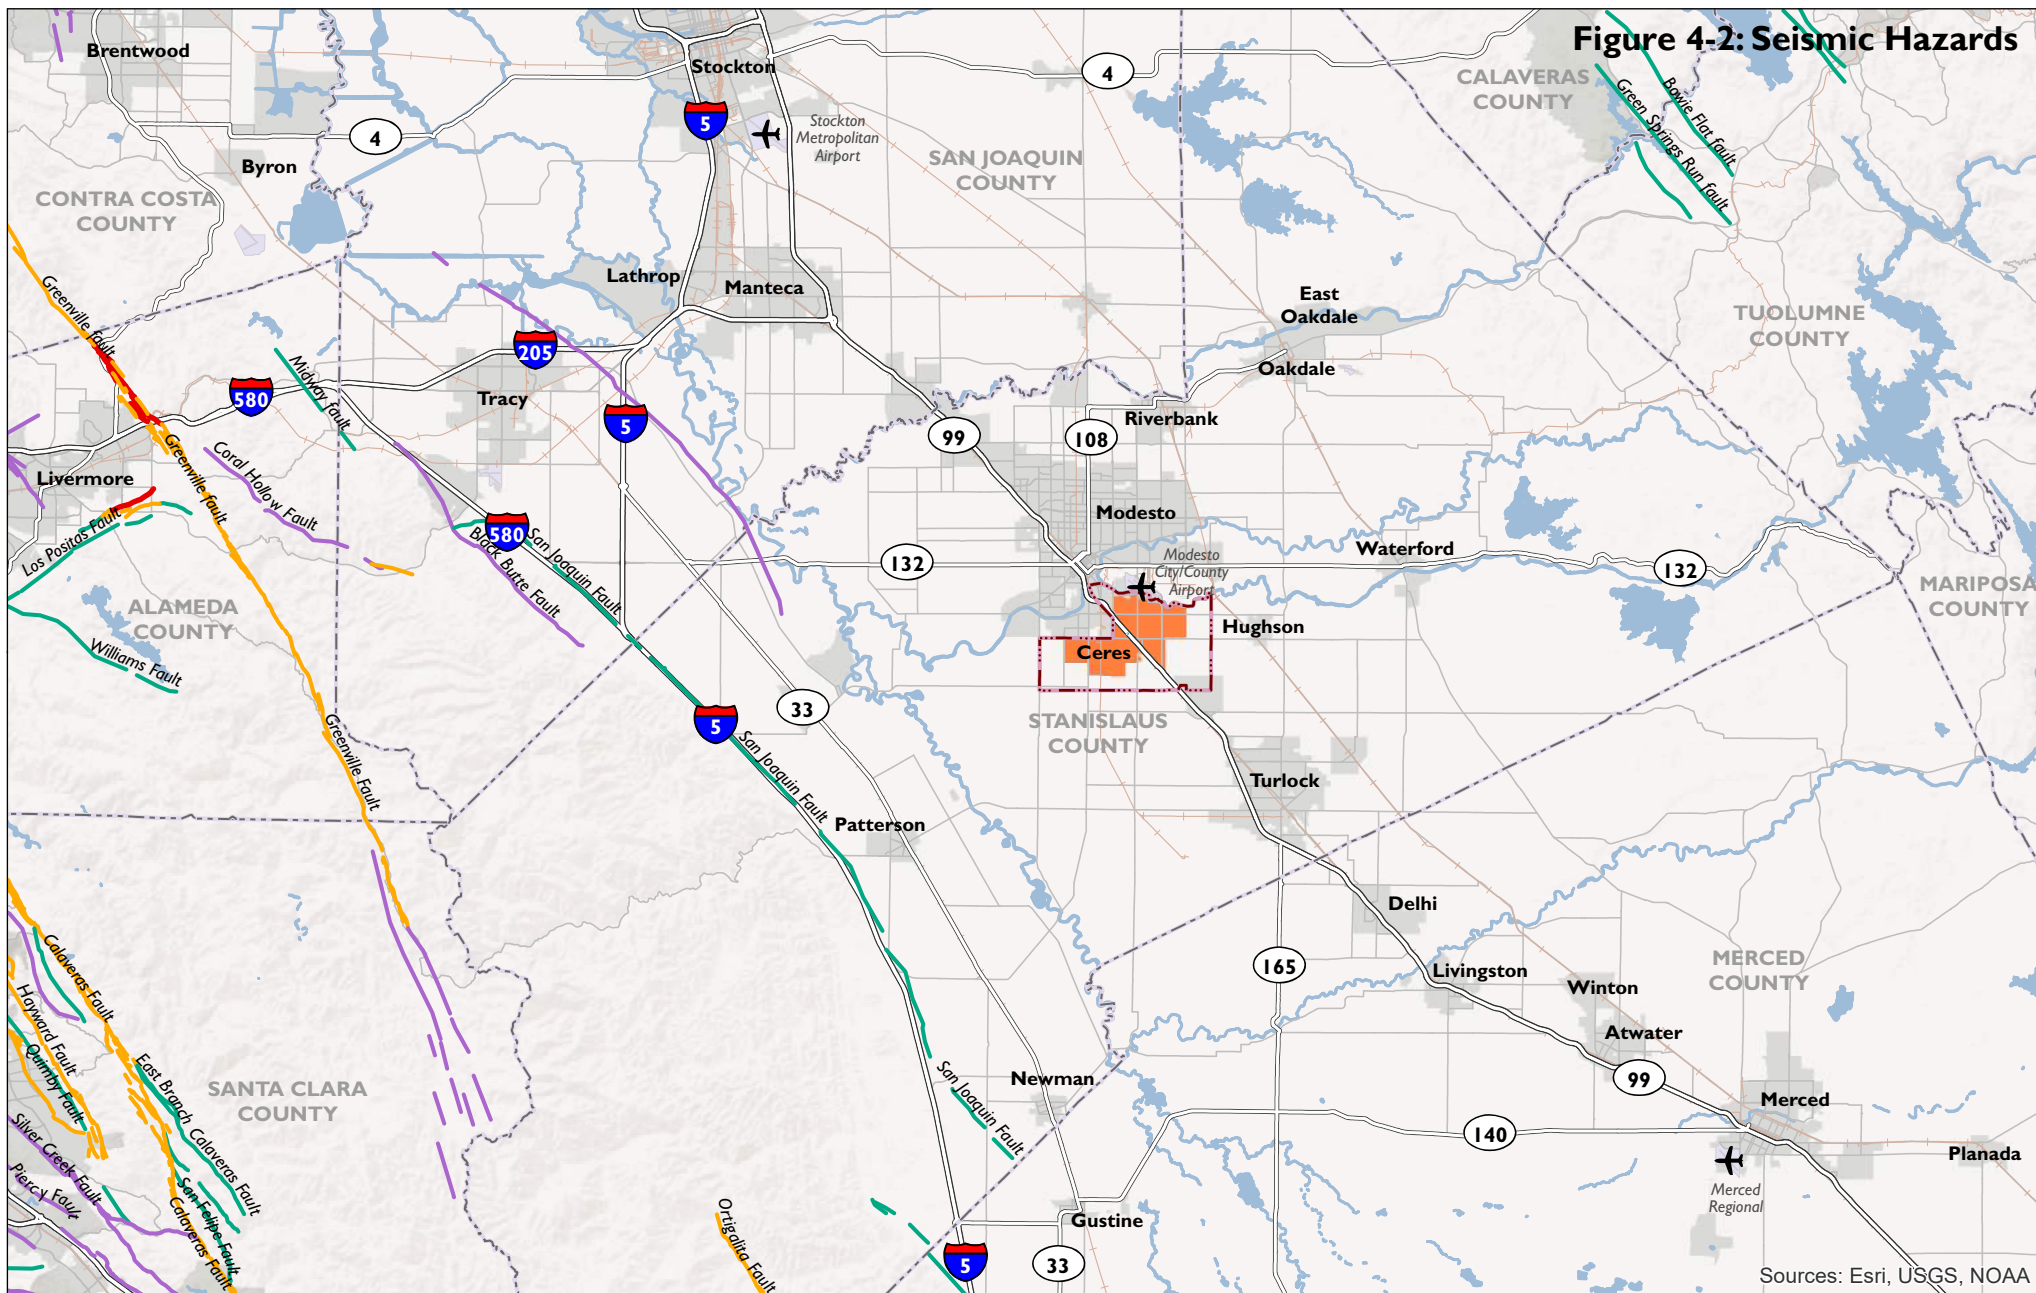 Figure 4-2: Seismic Hazards
Brentwood
Stockton
4
CALAVERAS
COUNTY
Bowie Flat fault
Green Springs Run fault
5
Stockton
Metropolitan
Airport
4
Byron
SAN JOAQUIN
COUNTY
CONTRA COSTA
COUNTY
Lathrop
Manteca
East
Oakdale
TUOLUMNE
COUNTY
Greenville fault
Midway fault
205
580
Tracy
Oakdale
5
99
108
Riverbank
Livermore
Greenville fault
Coral Hollow Fault
Los Positas Fault
580
Black Butte Fault
San Joaquin Fault
Modesto
132
Modesto
City/County
Airport
Waterford
132
MARIPOSA
COUNTY
ALAMEDA
COUNTY
Williams Fault
Hughson
Ceres
33
5
STANISLAUS
COUNTY
Greenville Fault
San Joaquin Fault
Turlock
Patterson
Delhi
Calaveras Fault
165
Livingston
Winton
MERCED
COUNTY
Hayward Fault
Quimby Fault
Atwater
East Branch Calaveras Fault
SANTA CLARA
COUNTY
San Joaquin Fault
Newman
99
Merced
140
Silver Creek Fault
Piercy Fault
San Felipe Fault
Calaveras Fault
Planada
Merced
Regional
Ortigalita Fault
Gustine
5
33
Sources: Esri, USGS, NOAA